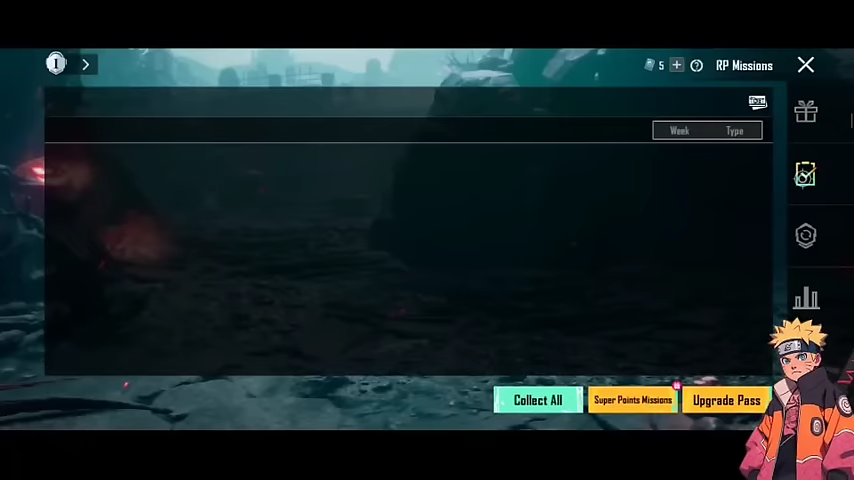 I
5
RP Missions
Week
Type
Collect All
Super Points Missions
Upgrade Pass